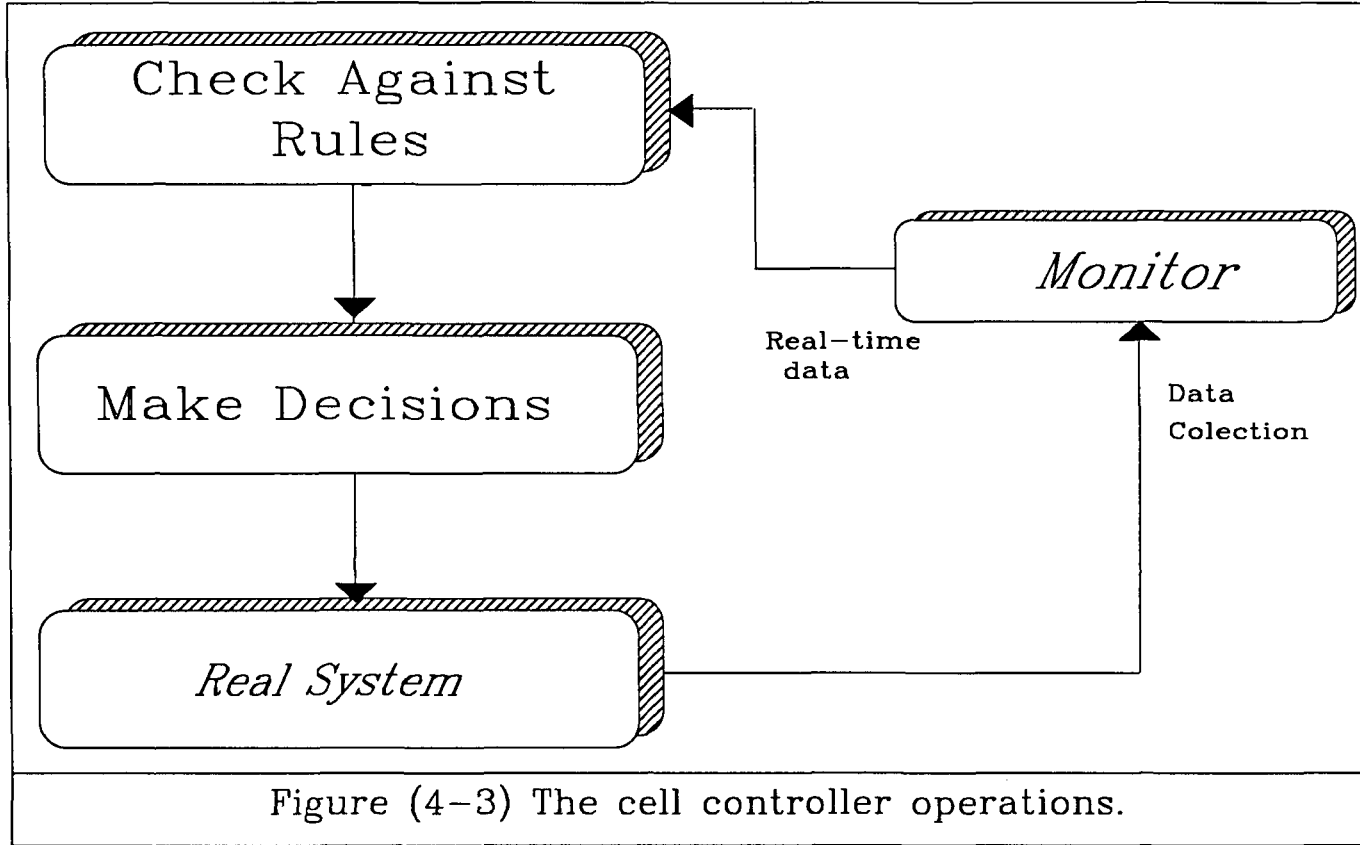 Check Against
Rules
Monitor
Real-time
data
Data
Colection
Make Decisions
Real System
Figure (4-3) The cell controller operations.